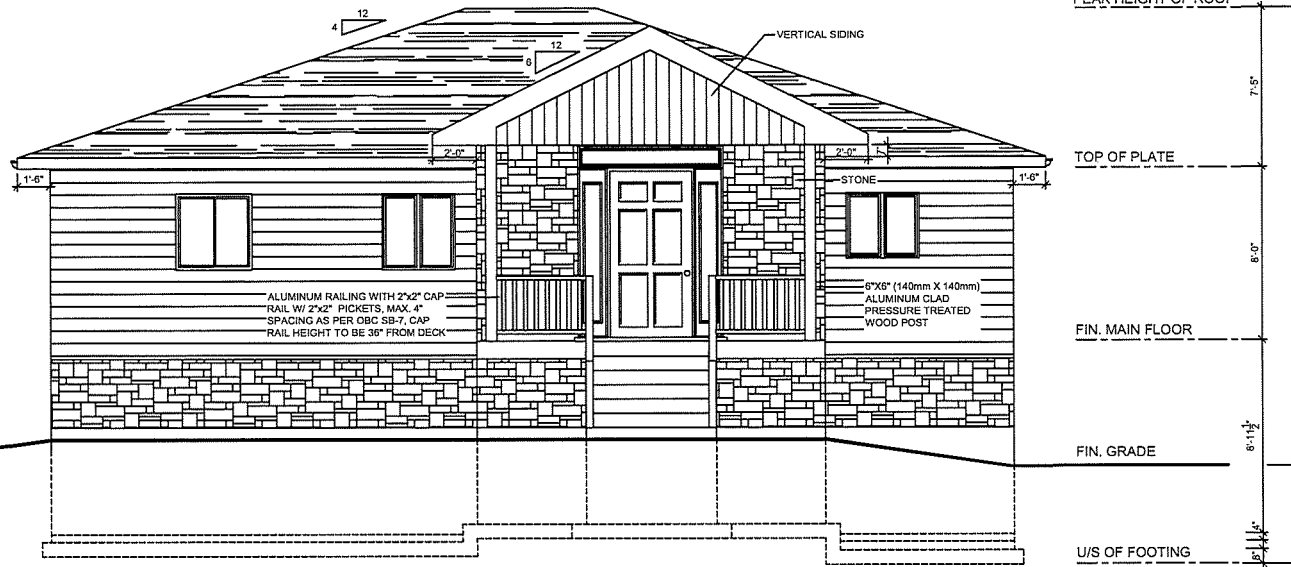 PEAK HEIGHT OF ROOF
12
4
12
6
VERTICAL SIDING
7'-5"
2'-0"
2'-0"
TOP OF PLATE
1'-6"
STONE
1'-6"
8'-0"
ALUMINUM RAILING WITH 2"x2" CAP
RAIL W/ 2"x2" PICKETS, MAX. 4"
SPACING AS PER OBC SB-7, CAP
RAIL HEIGHT TO BE 36" FROM DECK
6"X6" (140mm X 140mm)
ALUMINUM CLAD
PRESSURE TREATED
WOOD POST
FIN. MAIN FLOOR
8'-11½"
FIN. GRADE
4"
U/S OF FOOTING
8"